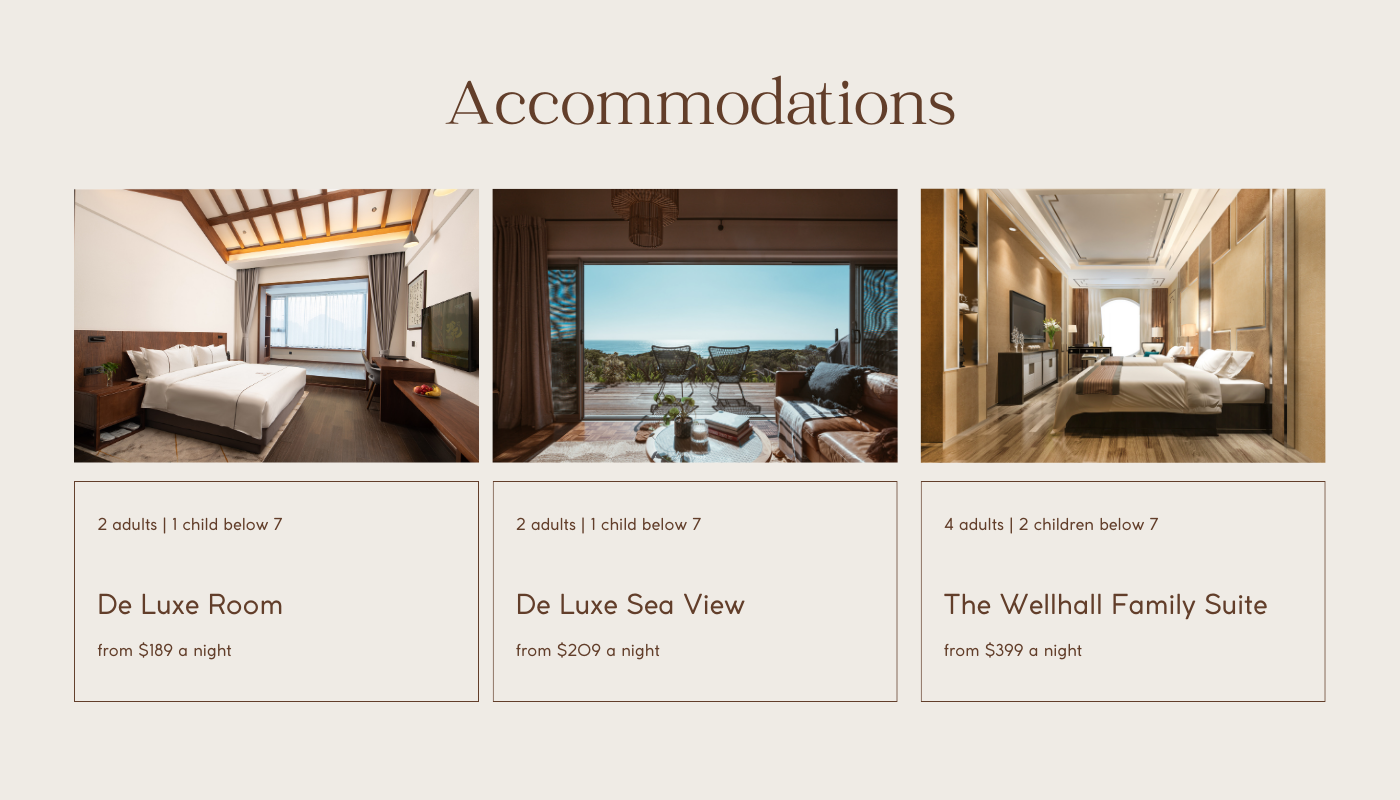 Accommodations
2 adults | 1 child below 7
De Luxe Room
from $189 a night
2 adults | 1 child below 7
De Luxe Sea View
from $209 a night
4 adults | 2 children below 7
The Wellhall Family Suite
from $399 a night